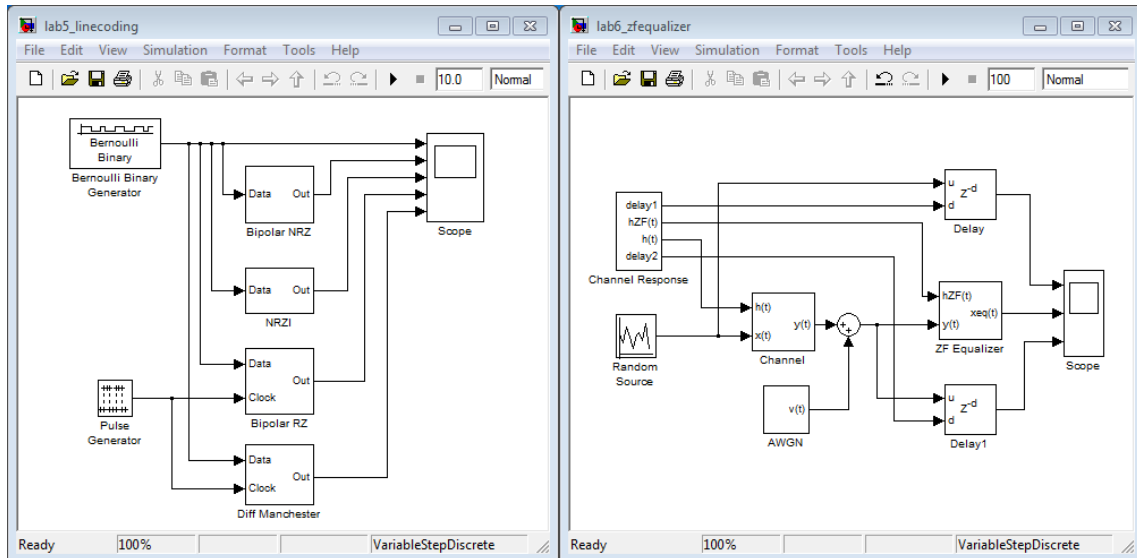 lab5_linecoding
File Edit View Simulation Format Tools Help
10.0 Normal
Bernoulli
Binary
Bernoulli Binary
Generator
Data Out
Bipolar NRZ
Scope
Data Out
NRZI
Data
Out
Clock
Bipolar RZ
Pulse
Generator
Data
Out
Clock
Diff Manchester
Ready 100% VariableStepDiscrete
lab6_zfequalizer
File Edit View Simulation Format Tools Help
100 Normal
delay1
hZF(t)
h(t)
delay2
Channel Response
u
d
Z-d
Delay
Random
Source
h(t)
x(t)
y(t)
Channel
+
+
v(t)
AWGN
hZF(t)
xeq(t)
y(t)
ZF Equalizer
Scope
u
d
Z-d
Delay1
Ready 100% VariableStepDiscrete